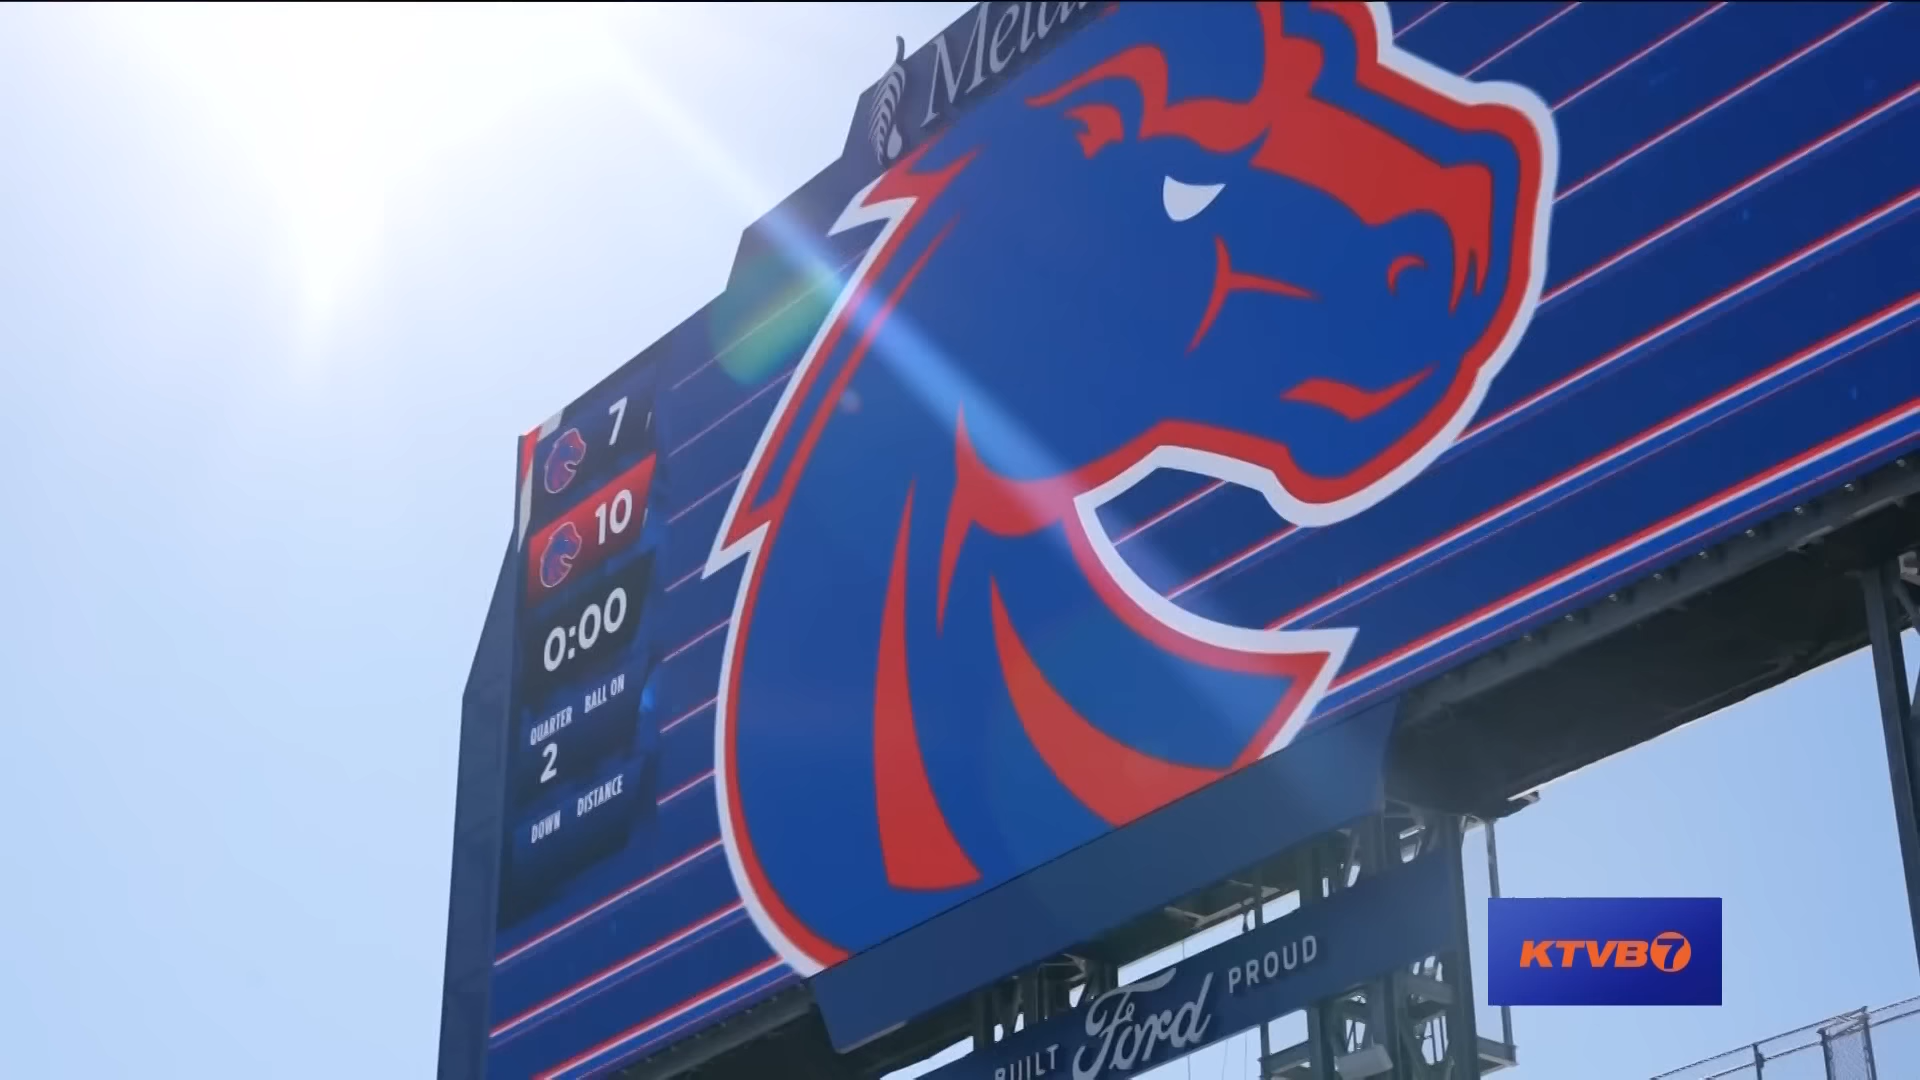 7
10
0:00
QUARTER BALL ON
2
DOWN DISTANCE
BUILT Ford PROUD
KTVB7